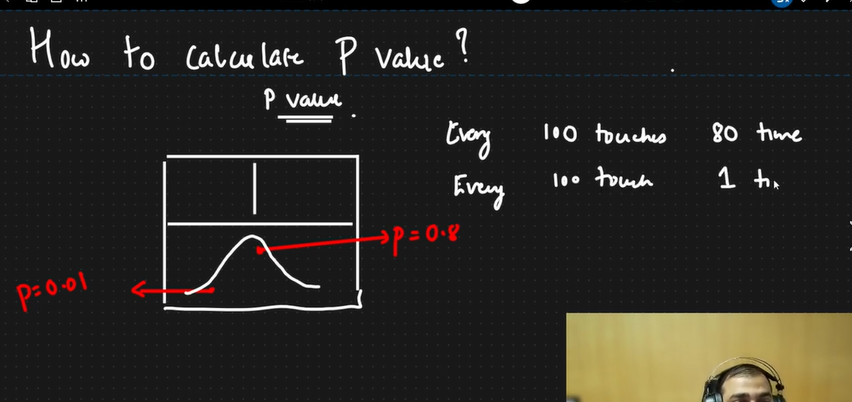 How to calculate P value?
P value.
Every 100 touches 80 time
Every 100 touch 1 ti
p = 0.8
p=0.01